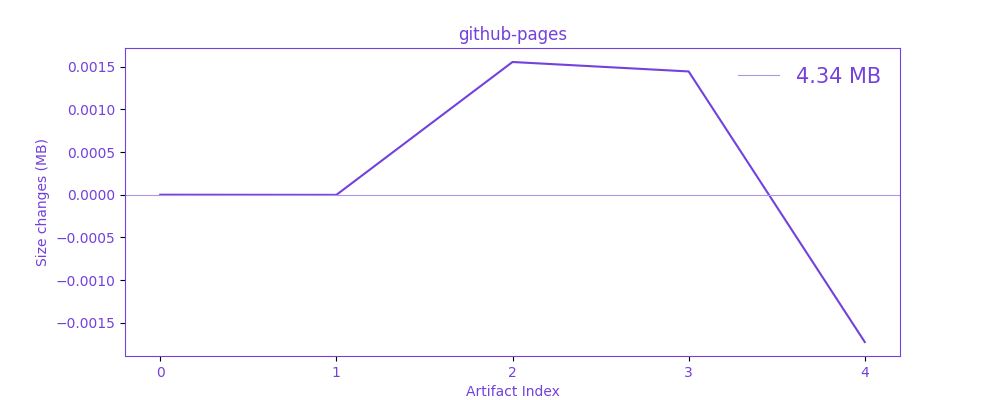 github-pages
4.34 MB
Size changes (MB)
0.0015
0.0010
0.0005
0.0000
−0.0005
−0.0010
−0.0015
0 1 2 3 4
Artifact Index